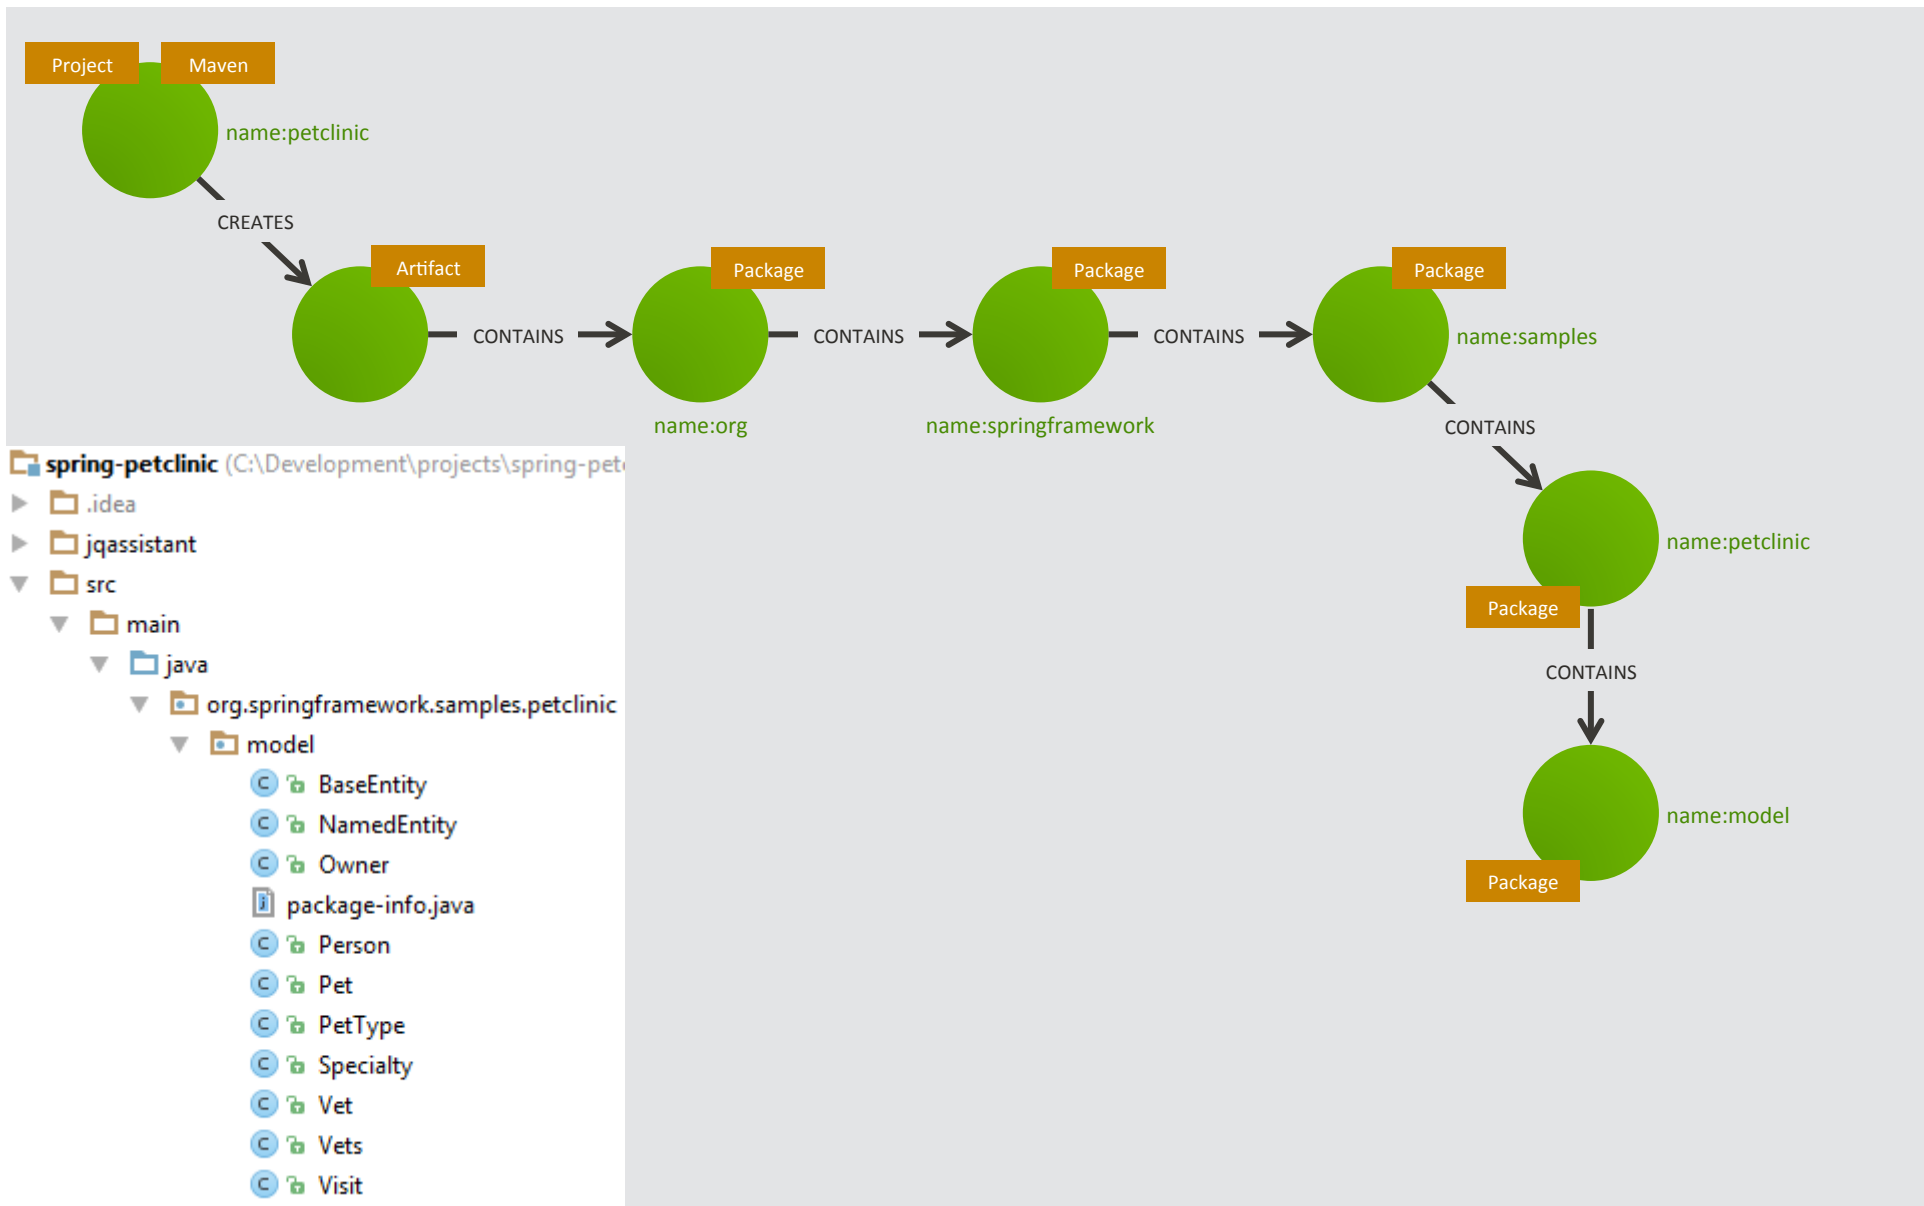 Project
Maven
name:petclinic
CREATES
Artifact
Package
Package
Package
CONTAINS
CONTAINS
CONTAINS
name:samples
name:org
name:springframework
CONTAINS
name:petclinic
Package
CONTAINS
name:model
Package
spring-petclinic (C:\Development\projects\spring-pet
.idea
jqassistant
src
main
java
org.springframework.samples.petclinic
model
C BaseEntity
C NamedEntity
C Owner
package-info.java
C Person
C Pet
C PetType
C Specialty
C Vet
C Vets
C Visit